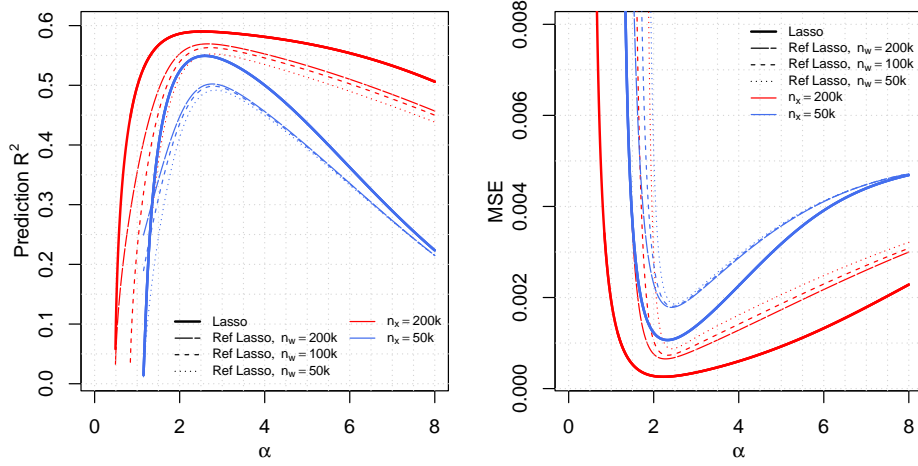 Prediction R²
0.0
0.1
0.2
0.3
0.4
0.5
0.6
Lasso
Ref Lasso, n_w = 200k
Ref Lasso, n_w = 100k
Ref Lasso, n_w = 50k
n_x = 200k
n_x = 50k
0 2 4 6 8
α
MSE
0.000
0.002
0.004
0.006
0.008
Lasso
Ref Lasso, n_w = 200k
Ref Lasso, n_w = 100k
Ref Lasso, n_w = 50k
n_x = 200k
n_x = 50k
0 2 4 6 8
α